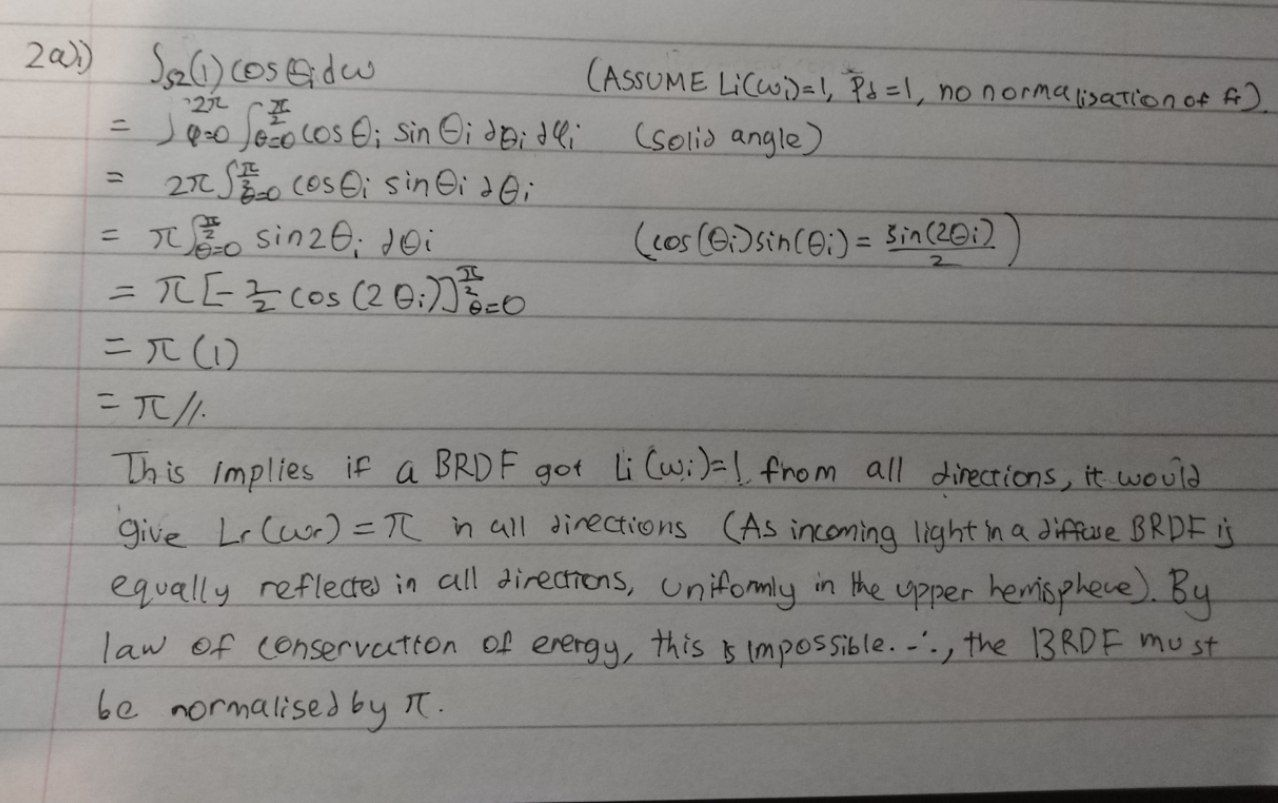 2a)i) ∫s2(1) cos θi dω (ASSUME Li(ωi)=1, Pd=1, no normalisation of fr)
= ∫φ=0^2π ∫θ=0^π/2 cos θi sin θi dθi dφi (solid angle)
= 2π ∫θ=0^π/2 cos θi sin θi dθi
= π ∫θ=0^π/2 sin2θi dθi (cos(θi)sin(θi) = sin(2θi)/2)
= π [-1/2 cos (2θi)]θ=0^π/2
= π (1)
= π //.
This implies if a BRDF got Li(ωi)=1 from all directions, it would
give Lr(ωr) = π in all directions (As incoming light in a diffuse BRDF is
equally reflected in all directions, uniformly in the upper hemisphere). By
law of conservation of energy, this is impossible. ∴, the BRDF must
be normalised by π.